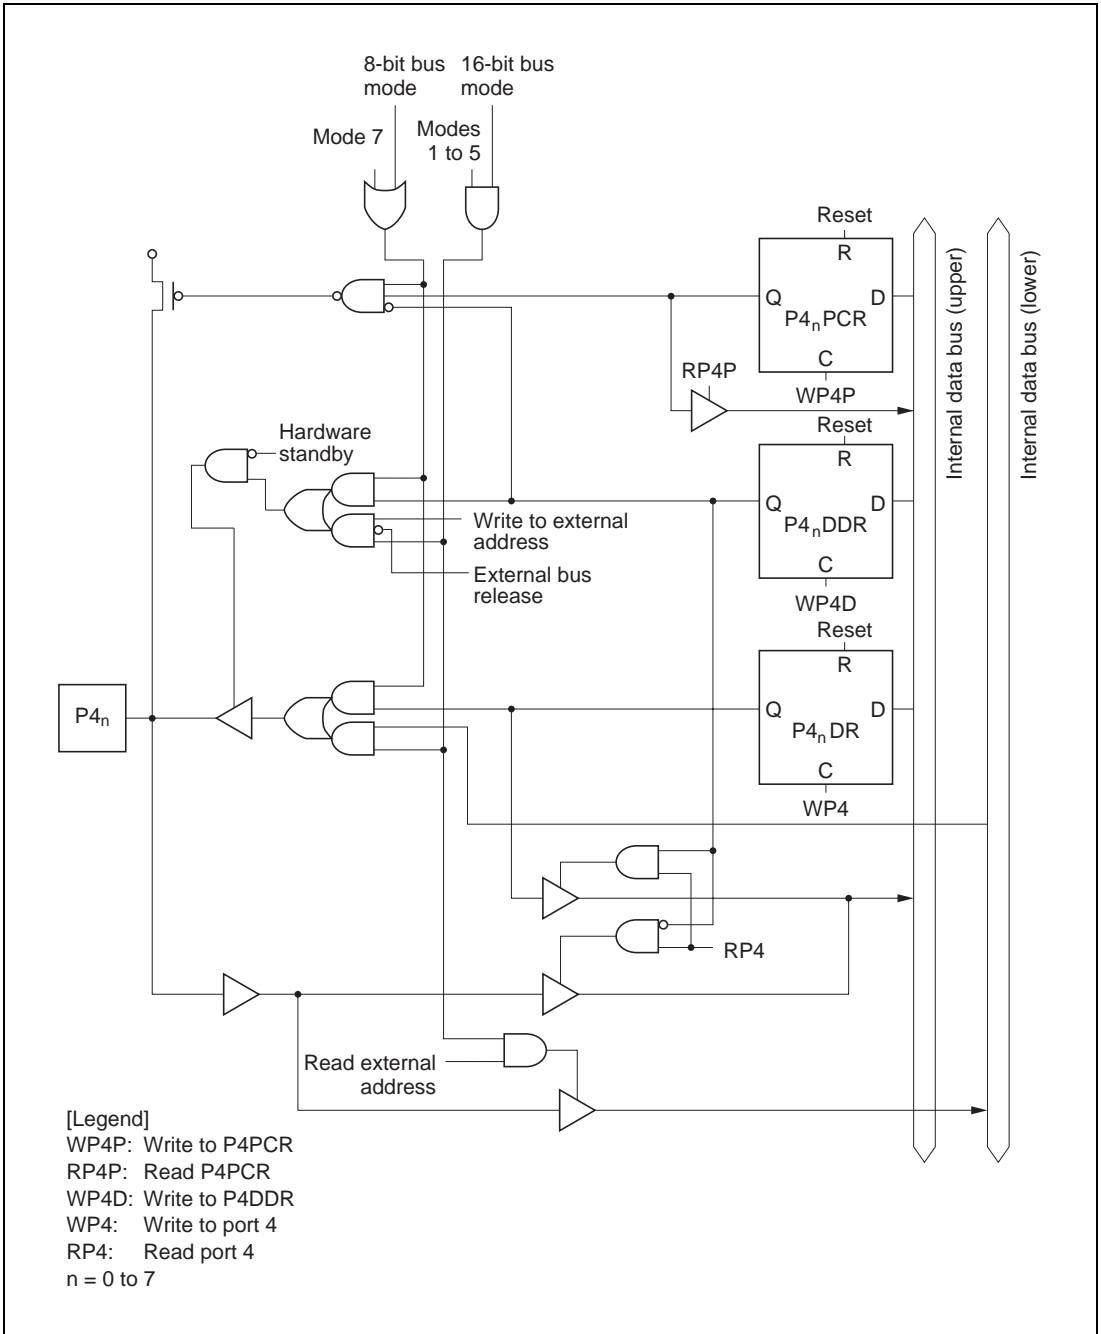 8-bit bus
mode
16-bit bus
mode
Mode 7
Modes
1 to 5
Reset
R
Q
D
P4nPCR
C
WP4P
RP4P
Internal data bus (upper)
Internal data bus (lower)
Hardware
standby
Reset
R
Q
D
P4nDDR
C
WP4D
Write to external
address
External bus
release
Reset
R
Q
D
P4nDR
C
WP4
P4n
RP4
Read external
address
[Legend]
WP4P: Write to P4PCR
RP4P: Read P4PCR
WP4D: Write to P4DDR
WP4: Write to port 4
RP4: Read port 4
n = 0 to 7